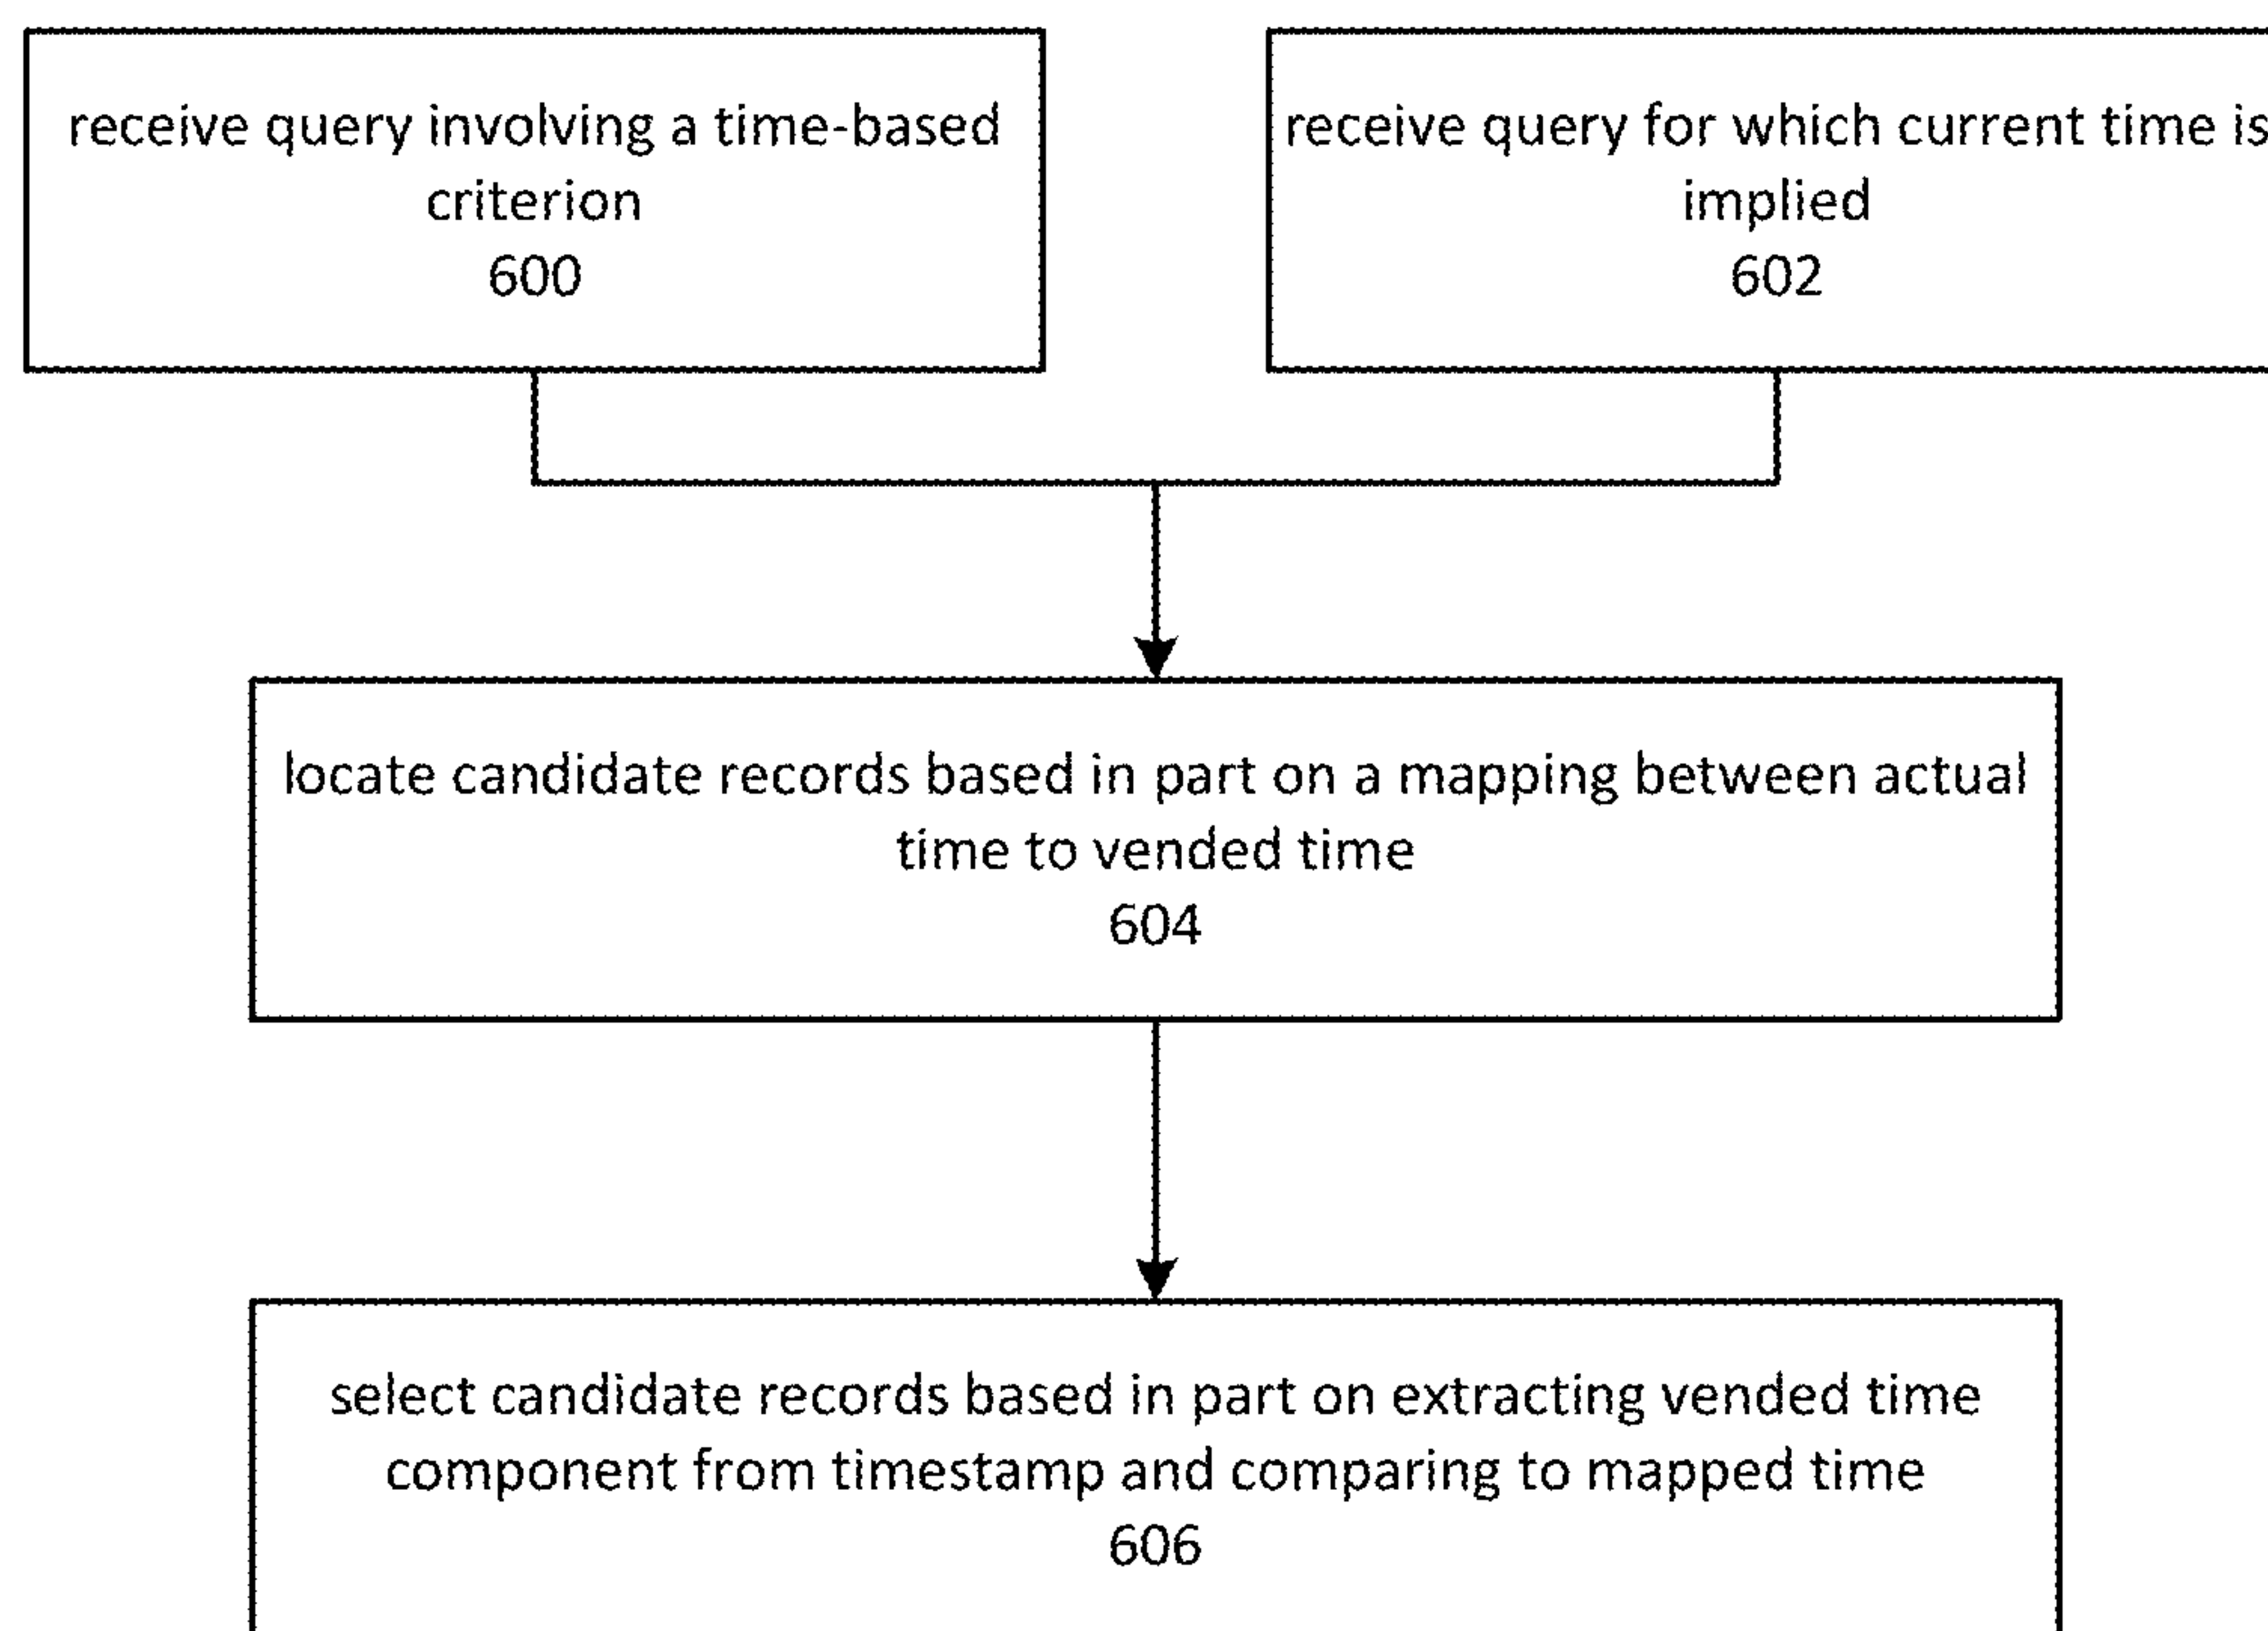 receive query involving a time-based
criterion
600
receive query for which current time is
implied
602
locate candidate records based in part on a mapping between actual
time to vended time
604
select candidate records based in part on extracting vended time
component from timestamp and comparing to mapped time
606